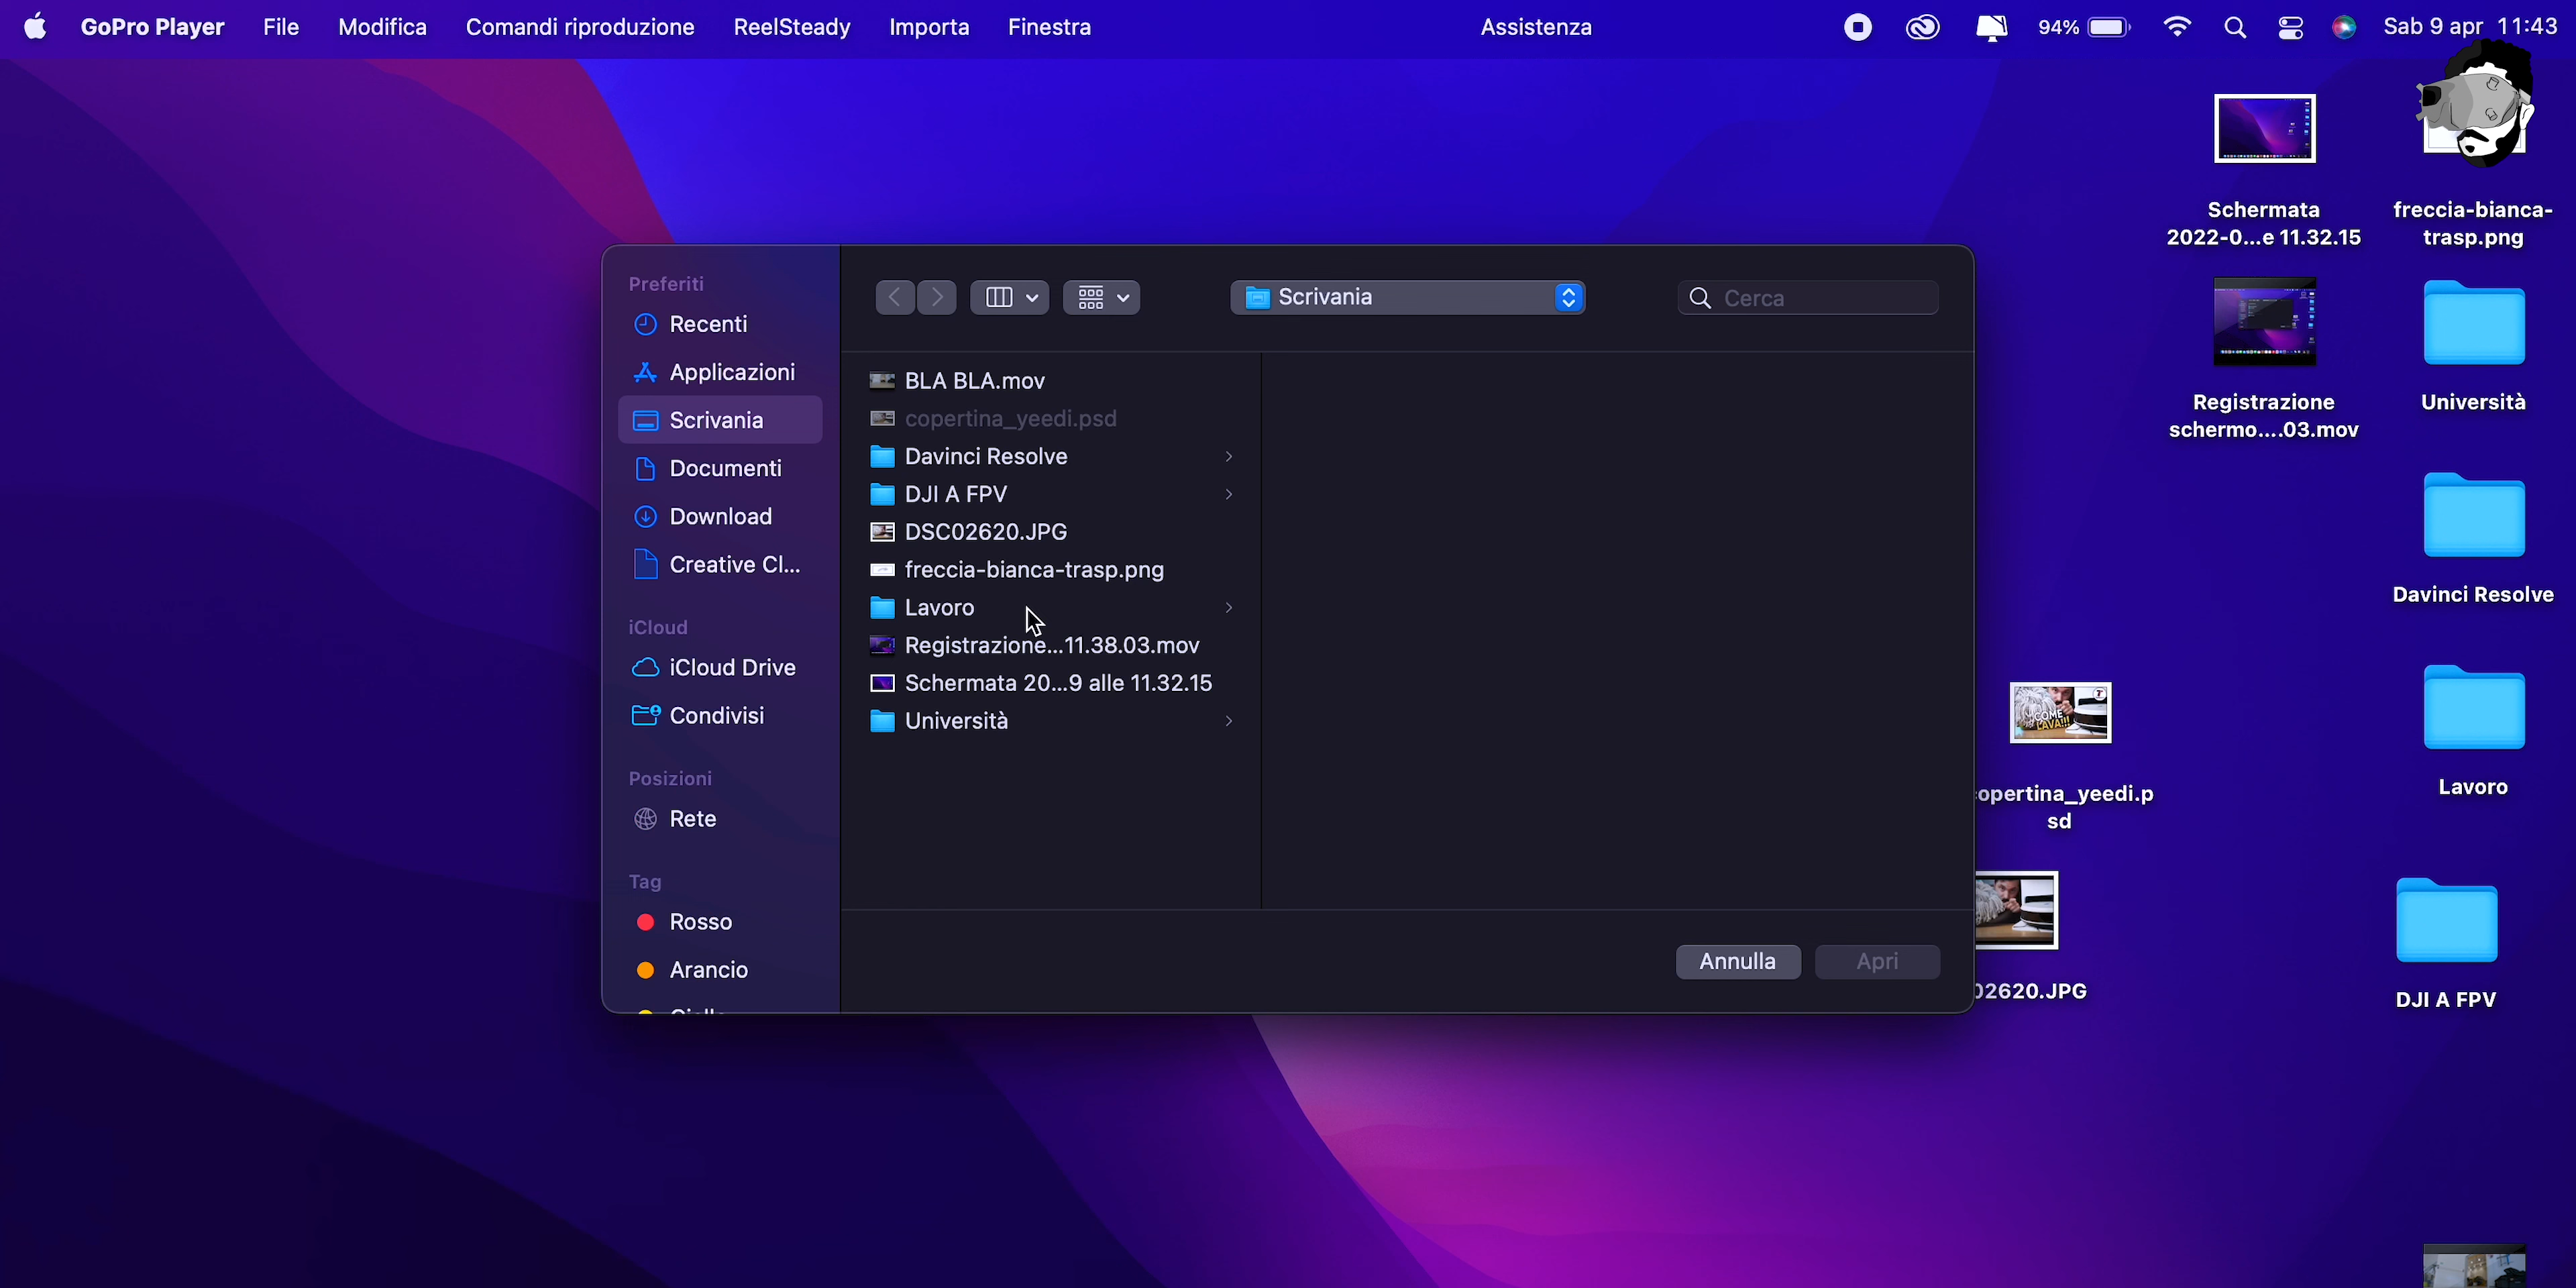 GoPro Player File Modifica Comandi riproduzione ReelSteady Importa Finestra Assistenza 94% Sab 9 apr 11:43
Schermata
2022-0...e 11.32.15
freccia-bianca-
trasp.png
Registrazione
schermo....03.mov
Università
Davinci Resolve
COME
LAVA!!!
opertina_yeedi.p
sd
Lavoro
02620.JPG
DJI A FPV
Preferiti
Recenti
Applicazioni
Scrivania
Documenti
Download
Creative Cl...
iCloud
iCloud Drive
Condivisi
Posizioni
Rete
Tag
Rosso
Arancio
Scrivania
Cerca
BLA BLA.mov
copertina_yeedi.psd
Davinci Resolve
DJI A FPV
DSC02620.JPG
freccia-bianca-trasp.png
Lavoro
Registrazione...11.38.03.mov
Schermata 20...9 alle 11.32.15
Università
Annulla
Apri